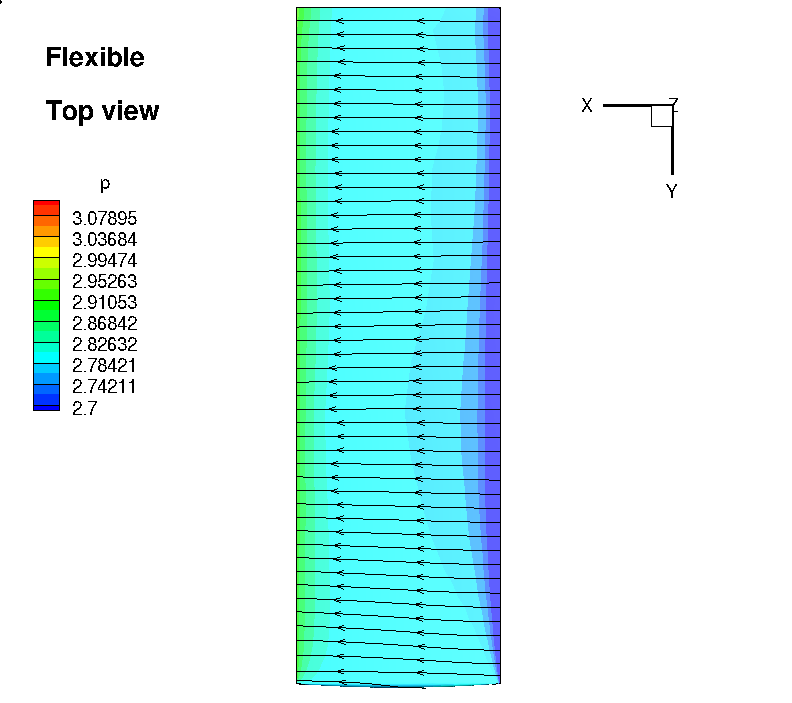 Flexible
Top view
p
3.07895
3.03684
2.99474
2.95263
2.91053
2.86842
2.82632
2.78421
2.74211
2.7
X
Z
Y